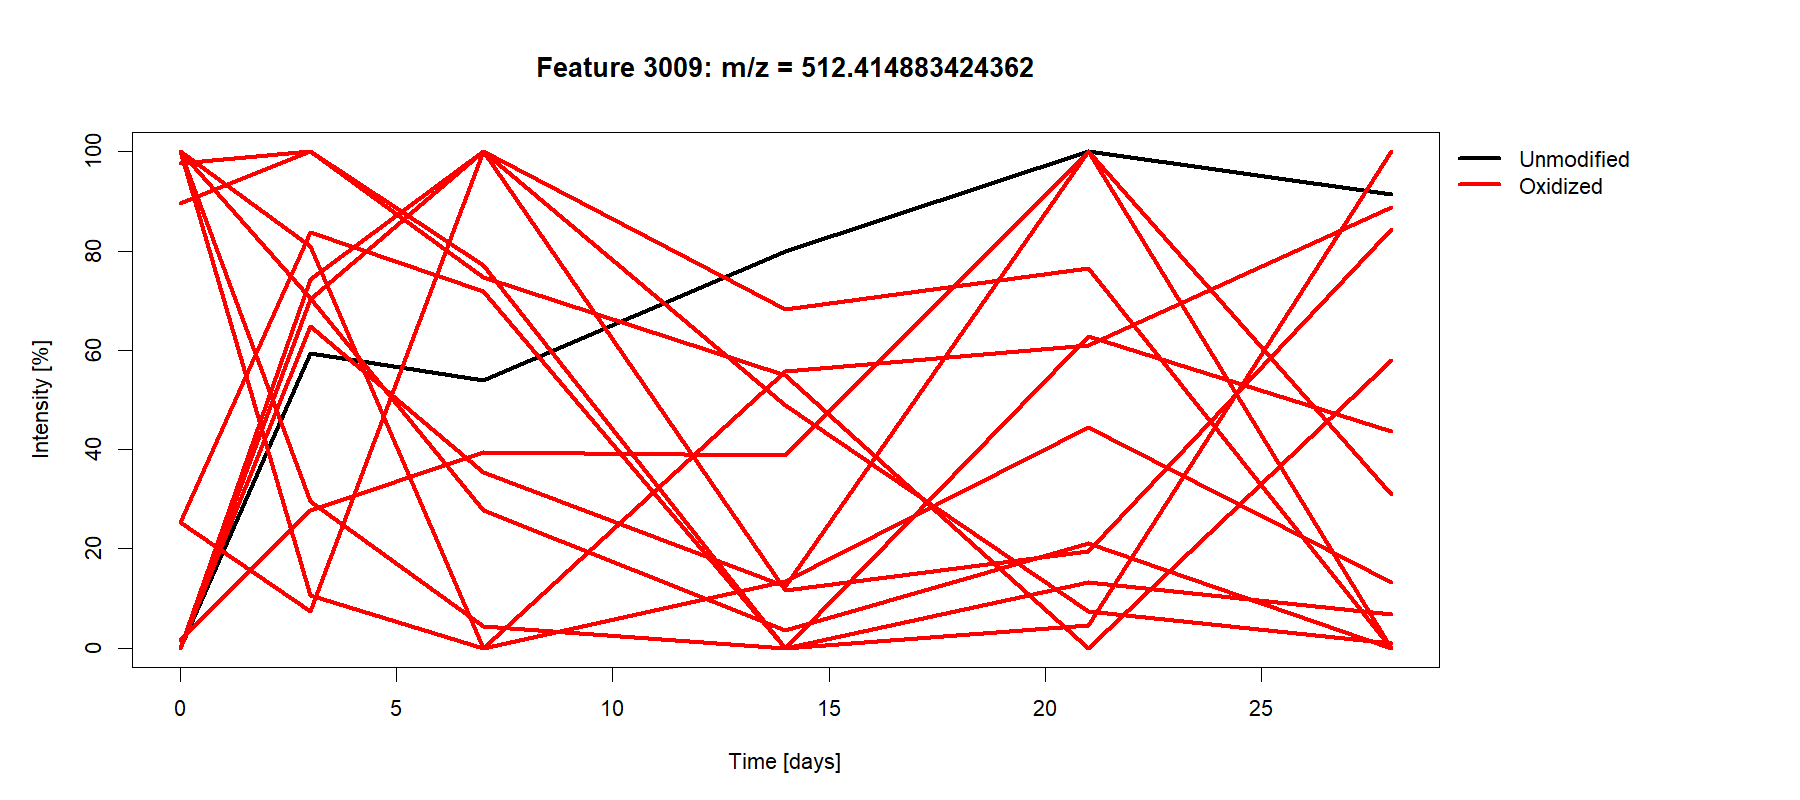 Feature 3009: m/z = 512.414883424362
Unmodified
Oxidized
Intensity [%]
100
80
60
40
20
0
0 5 10 15 20 25
Time [days]